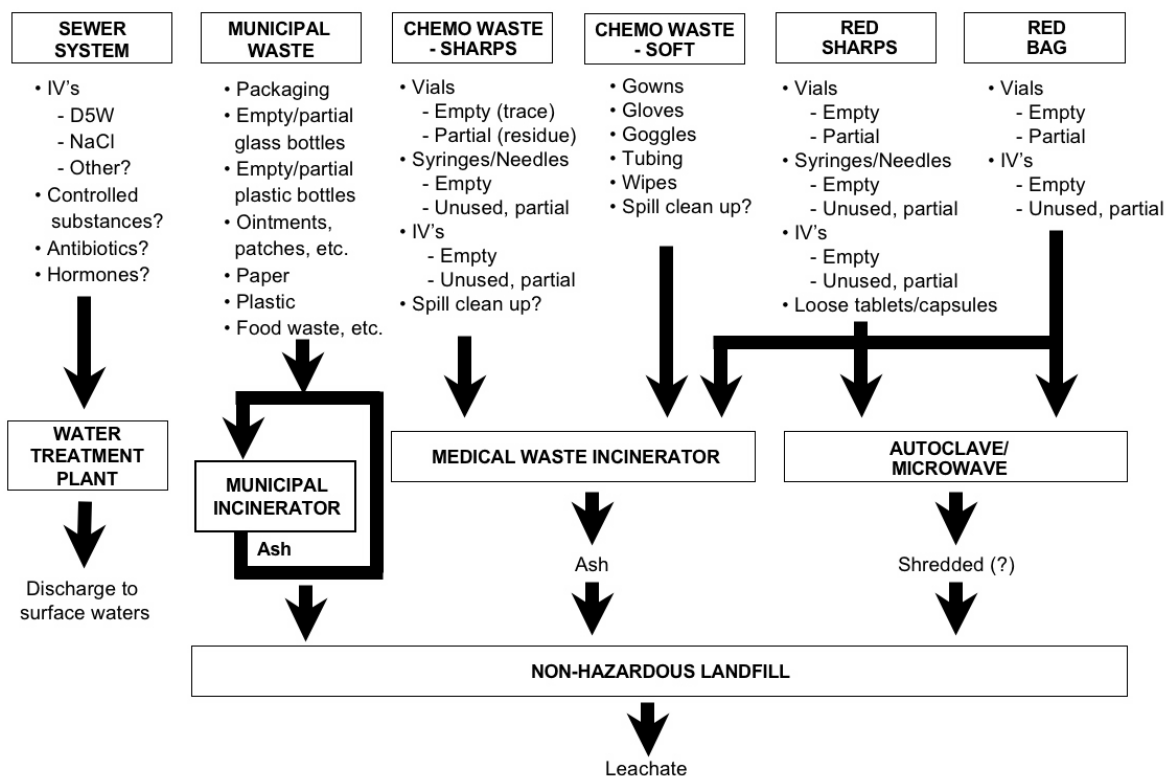 SEWER
SYSTEM
• IV's
- D5W
- NaCl
- Other?
• Controlled
substances?
• Antibiotics?
• Hormones?
WATER
TREATMENT
PLANT
Discharge to
surface waters
MUNICIPAL
WASTE
• Packaging
• Empty/partial
glass bottles
• Empty/partial
plastic bottles
• Ointments,
patches, etc.
• Paper
• Plastic
• Food waste, etc.
MUNICIPAL
INCINERATOR
Ash
CHEMO WASTE
- SHARPS
• Vials
- Empty (trace)
- Partial (residue)
• Syringes/Needles
- Empty
- Unused, partial
• IV's
- Empty
- Unused, partial
• Spill clean up?
CHEMO WASTE
- SOFT
• Gowns
• Gloves
• Goggles
• Tubing
• Wipes
• Spill clean up?
MEDICAL WASTE INCINERATOR
Ash
RED
SHARPS
• Vials
- Empty
- Partial
• Syringes/Needles
- Empty
- Unused, partial
• IV's
- Empty
- Unused, partial
• Loose tablets/capsules
RED
BAG
• Vials
- Empty
- Partial
• IV's
- Empty
- Unused, partial
AUTOCLAVE/
MICROWAVE
Shredded (?)
NON-HAZARDOUS LANDFILL
Leachate